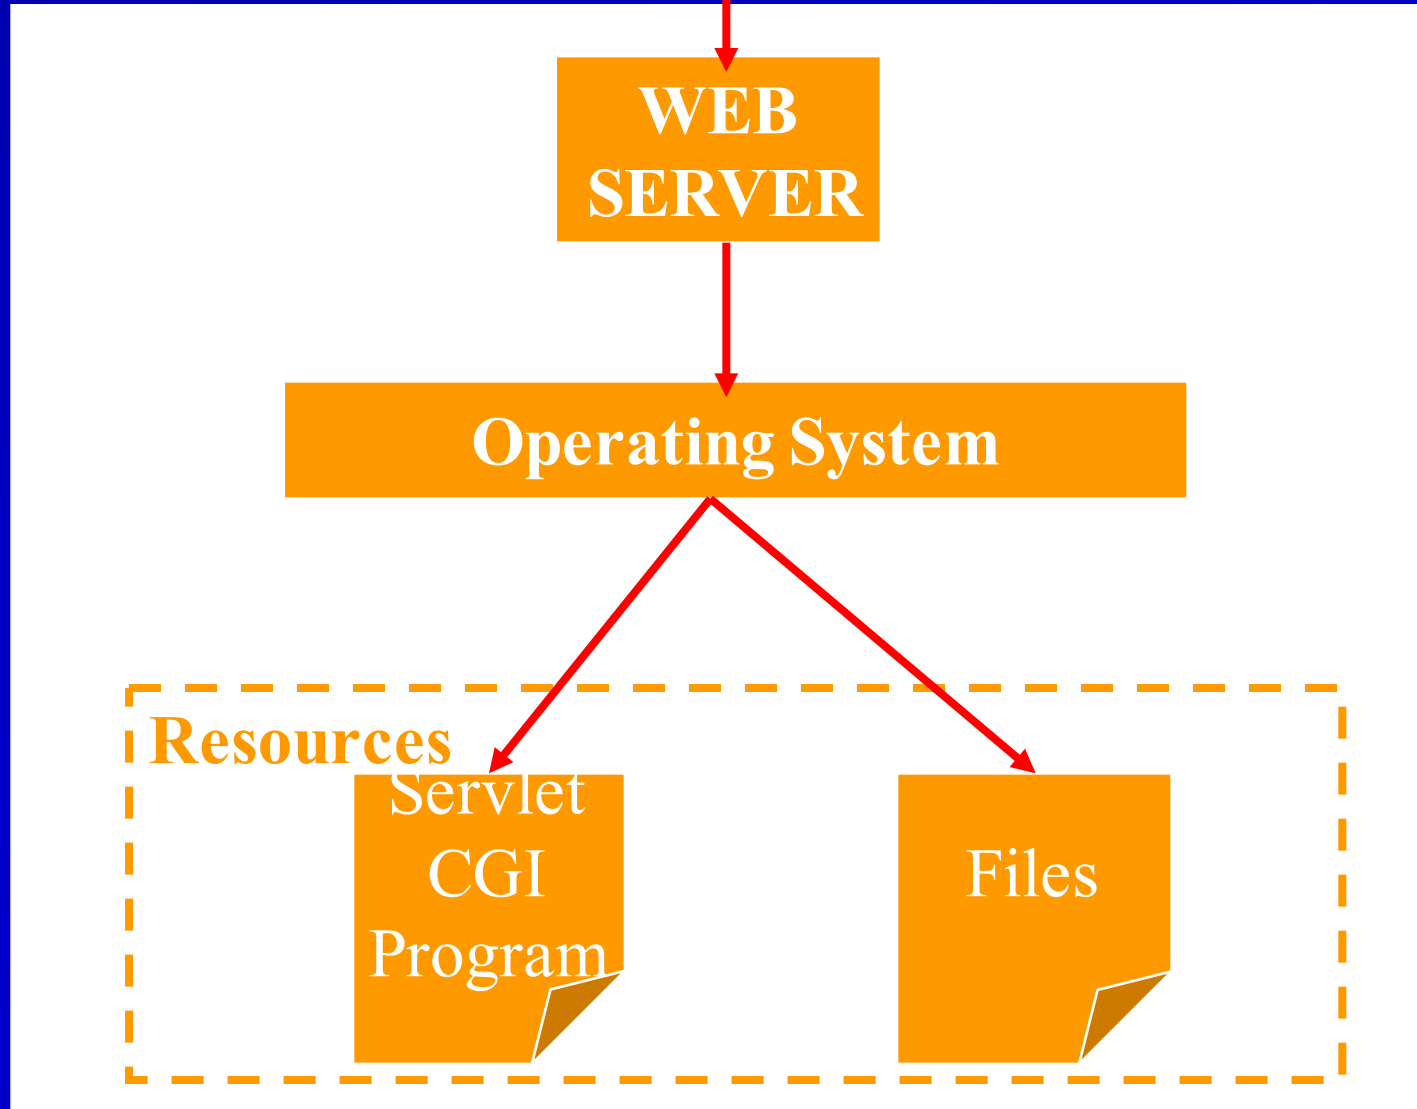 WEB
SERVER
Operating System
Resources
Servlet
CGI
Program
Files